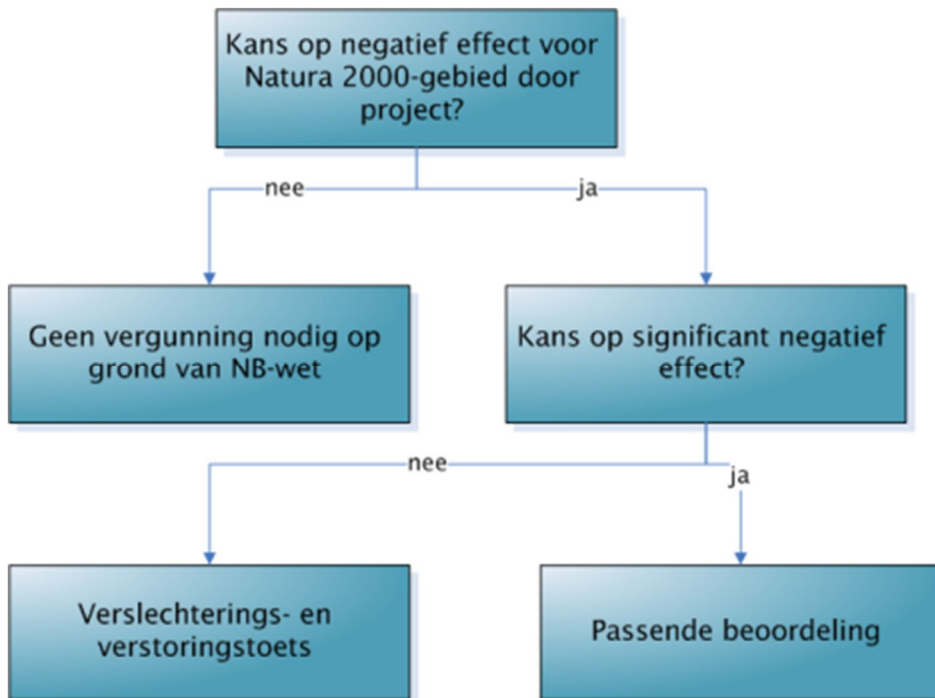 Kans op negatief effect voor
Natura 2000-gebied door
project?
nee
ja
Geen vergunning nodig op
grond van NB-wet
Kans op significant negatief
effect?
nee
ja
Verslechterings- en
verstoringstoets
Passende beoordeling